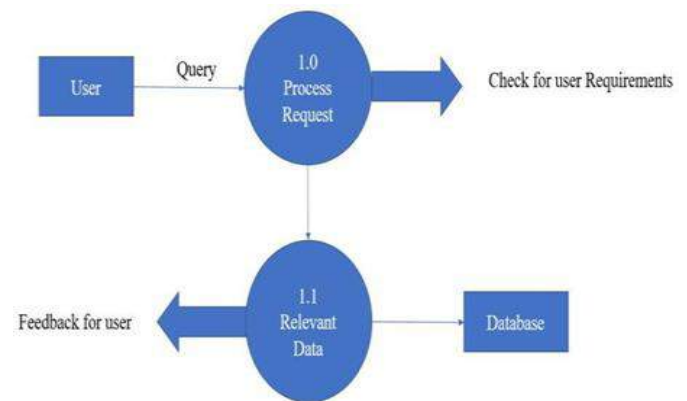 Query
User
1.0
Process
Request
Check for user Requirements
1.1
Relevant
Data
Feedback for user
Database